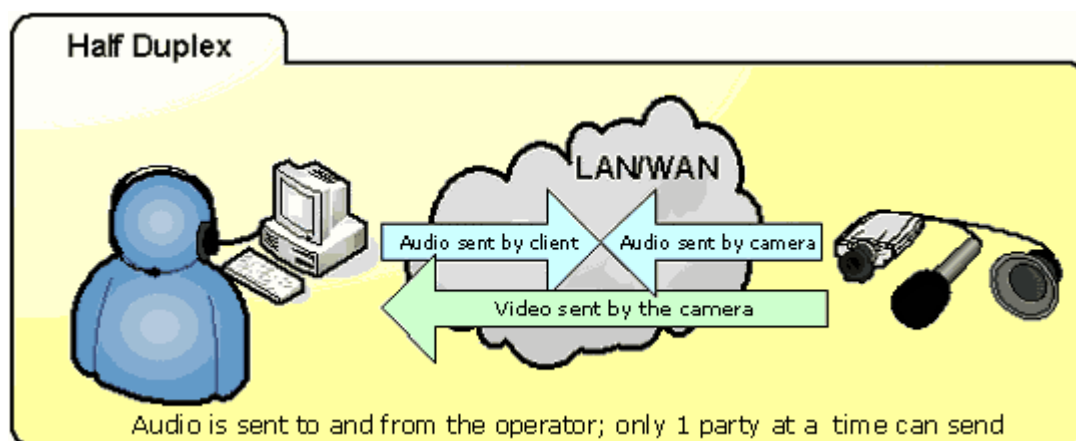 Half Duplex
LAN/WAN
Audio sent by client
Audio sent by camera
Video sent by the camera
Audio is sent to and from the operator; only 1 party at a time can send